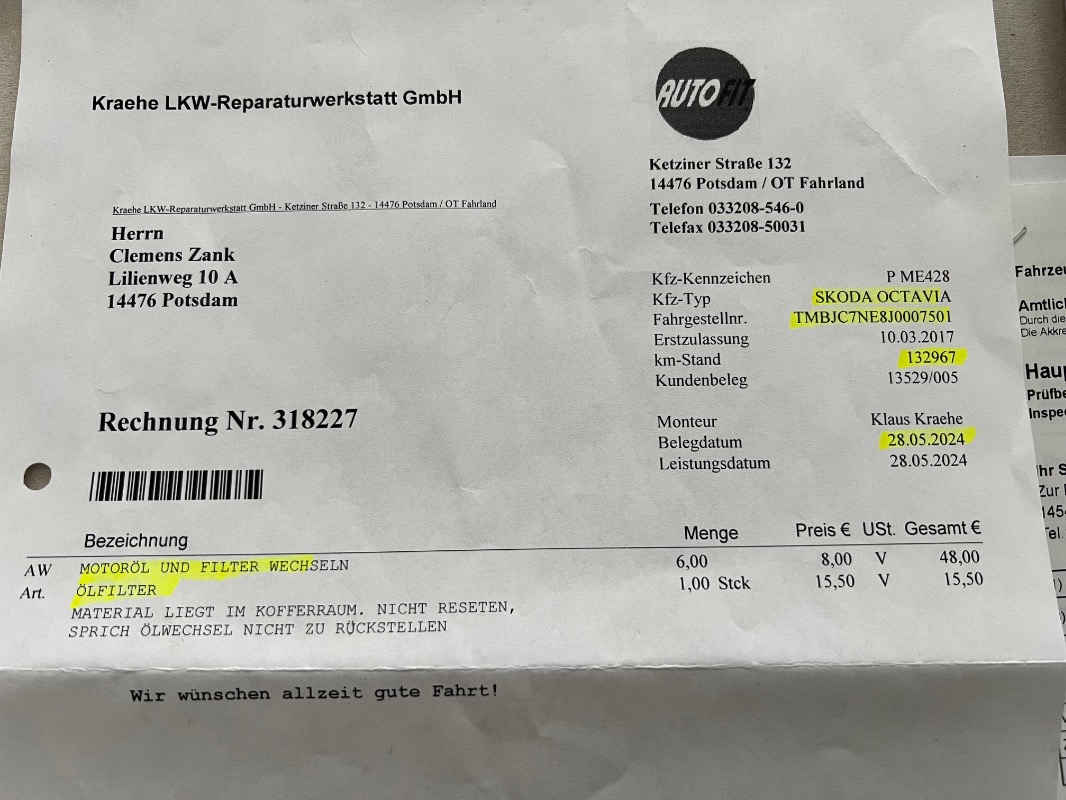 Kraehe LKW-Reparaturwerkstatt GmbH
AUTOFIT
Ketziner Straße 132
14476 Potsdam / OT Fahrland
Telefon 033208-546-0
Telefax 033208-50031
Kraehe LKW-Reparaturwerkstatt GmbH - Ketziner Straße 132 - 14476 Potsdam / OT Fahrland
Herrn
Clemens Zank
Lilienweg 10 A
14476 Potsdam
Kfz-Kennzeichen P ME428
Kfz-Typ SKODA OCTAVIA
Fahrgestellnr. TMBJC7NE8J0007501
Erstzulassung 10.03.2017
km-Stand 132967
Kundenbeleg 13529/005
Rechnung Nr. 318227
Monteur Klaus Kraehe
Belegdatum 28.05.2024
Leistungsdatum 28.05.2024
Bezeichnung Menge Preis € USt. Gesamt €
AW MOTORÖL UND FILTER WECHSELN 6,00 8,00 V 48,00
Art. ÖLFILTER 1,00 Stck 15,50 V 15,50
MATERIAL LIEGT IM KOFFERRAUM. NICHT RESETEN,
SPRICH ÖLWECHSEL NICHT ZU RÜCKSTELLEN
Wir wünschen allzeit gute Fahrt!
Durch die